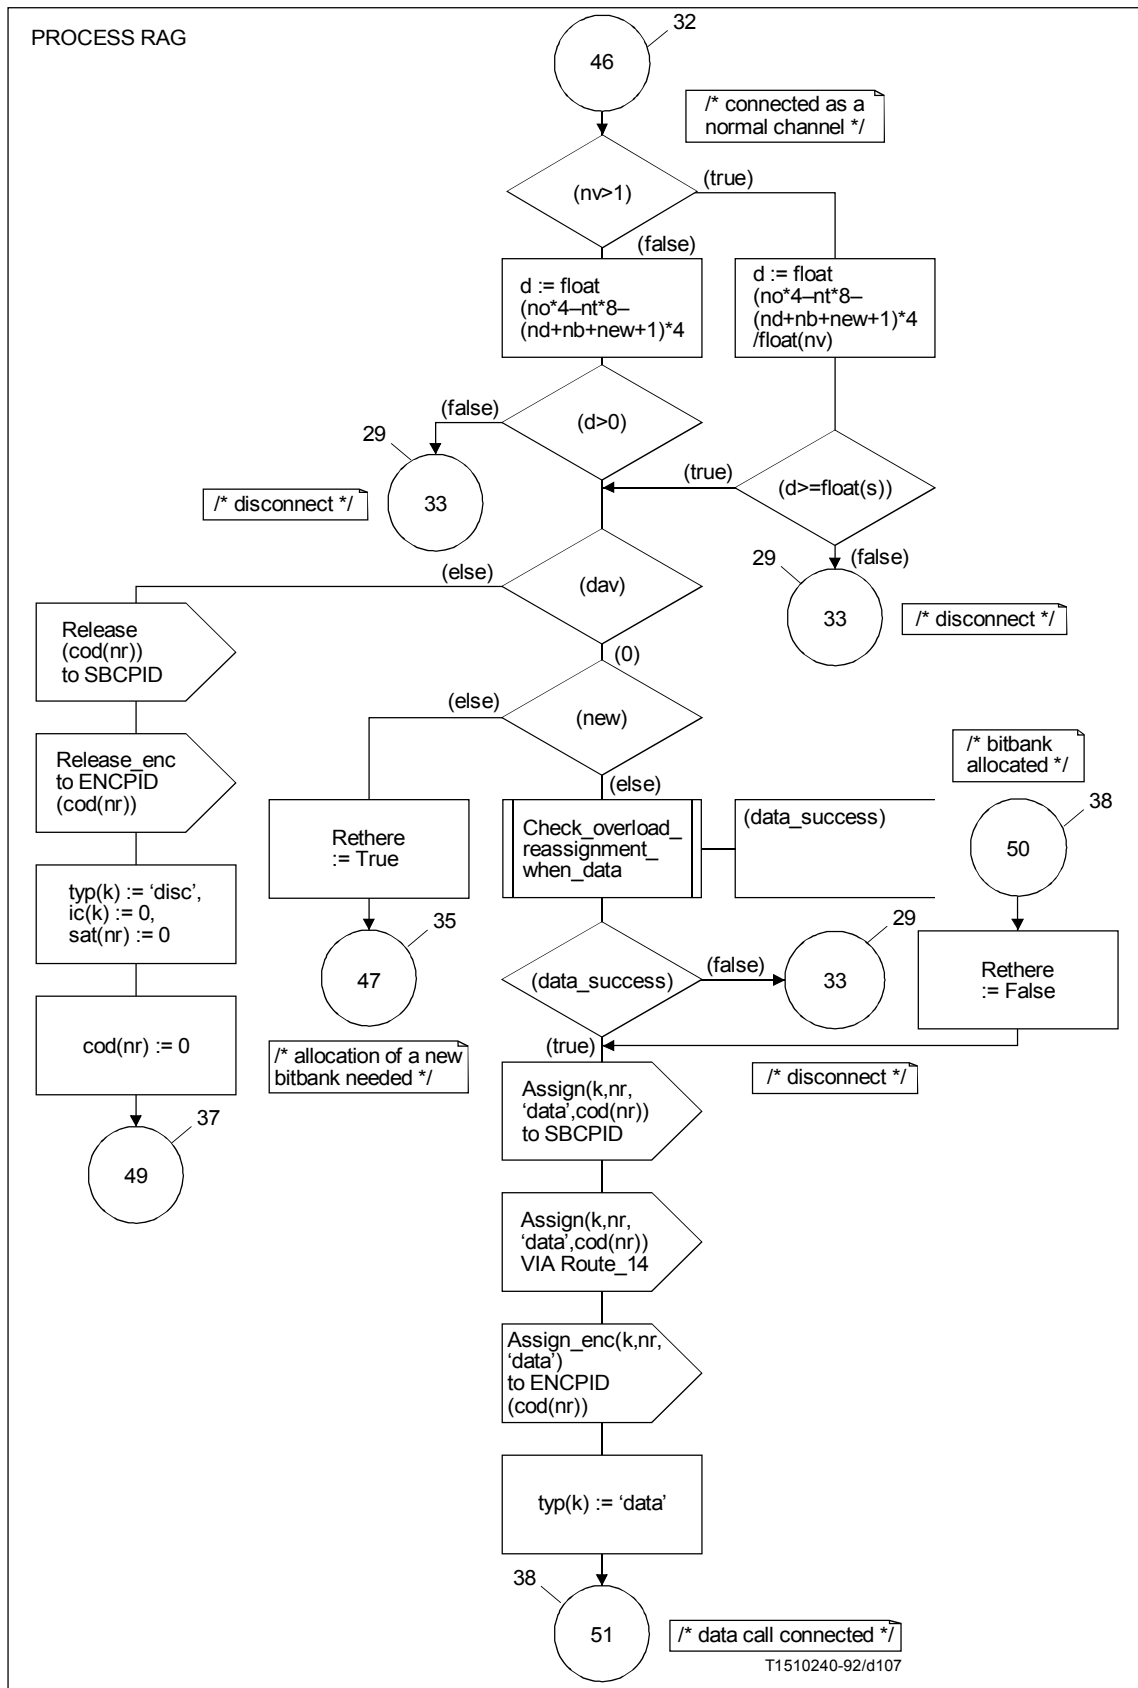 PROCESS RAG
32
46
/* connected as a
normal channel */
(nv>1)
(true)
(false)
d := float
(no*4–nt*8–
(nd+nb+new+1)*4
d := float
(no*4–nt*8–
(nd+nb+new+1)*4
/float(nv)
(false)
(d>0)
29
33
/* disconnect */
(true)
(d>=float(s))
(false)
29
33
/* disconnect */
(else)
(dav)
(0)
Release
(cod(nr))
to SBCPID
Release_enc
to ENCPID
(cod(nr))
typ(k) := ‘disc’,
ic(k) := 0,
sat(nr) := 0
cod(nr) := 0
37
49
(else)
(new)
(else)
Rethere
:= True
35
47
/* allocation of a new
bitbank needed */
Check_overload_
reassignment_
when_data
(data_success)
/* bitbank
allocated */
38
50
Rethere
:= False
(data_success)
(false)
29
33
(true)
/* disconnect */
Assign(k,nr,
‘data’,cod(nr))
to SBCPID
Assign(k,nr,
‘data’,cod(nr))
VIA Route_14
Assign_enc(k,nr,
‘data’)
to ENCPID
(cod(nr))
typ(k) := ‘data’
38
51
/* data call connected */
T1510240-92/d107